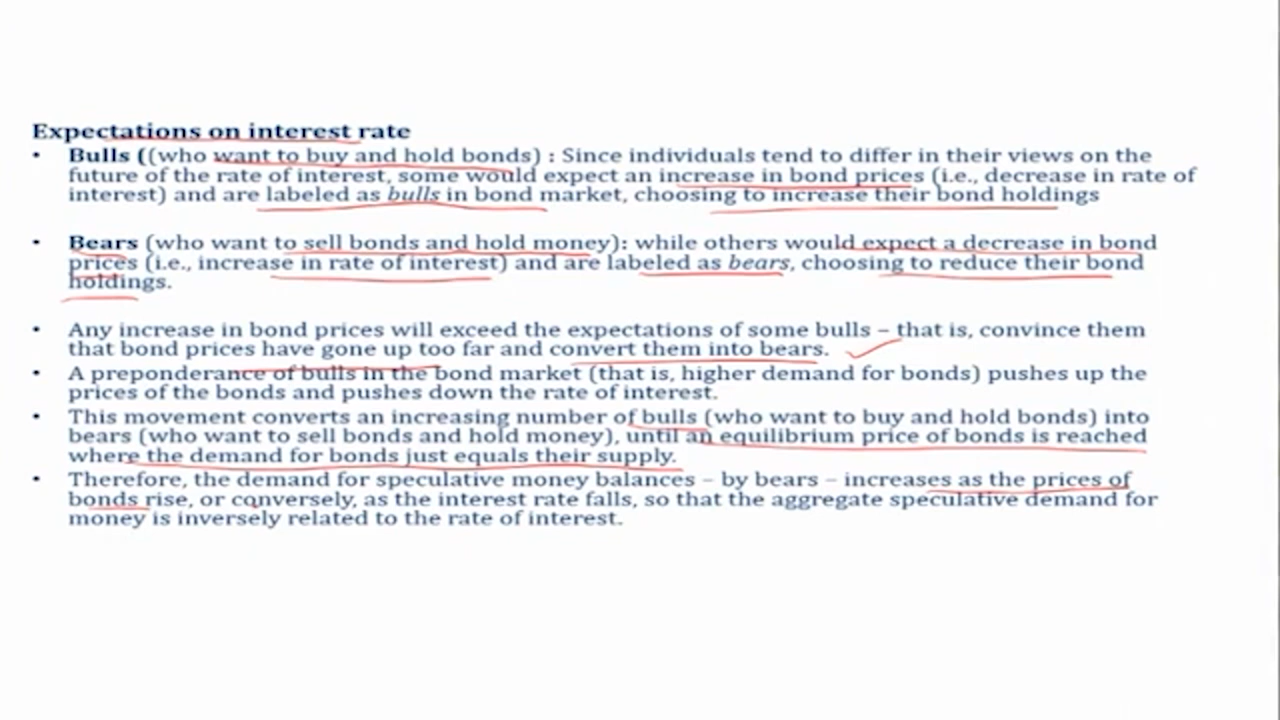 Expectations on interest rate
• Bulls ((who want to buy and hold bonds) : Since individuals tend to differ in their views on the
future of the rate of interest, some would expect an increase in bond prices (i.e., decrease in rate of
interest) and are labeled as bulls in bond market, choosing to increase their bond holdings
• Bears (who want to sell bonds and hold money): while others would expect a decrease in bond
prices (i.e., increase in rate of interest) and are labeled as bears, choosing to reduce their bond
holdings.
• Any increase in bond prices will exceed the expectations of some bulls – that is, convince them
that bond prices have gone up too far and convert them into bears.
• A preponderance of bulls in the bond market (that is, higher demand for bonds) pushes up the
prices of the bonds and pushes down the rate of interest.
• This movement converts an increasing number of bulls (who want to buy and hold bonds) into
bears (who want to sell bonds and hold money), until an equilibrium price of bonds is reached
where the demand for bonds just equals their supply.
• Therefore, the demand for speculative money balances – by bears – increases as the prices of
bonds rise, or conversely, as the interest rate falls, so that the aggregate speculative demand for
money is inversely related to the rate of interest.